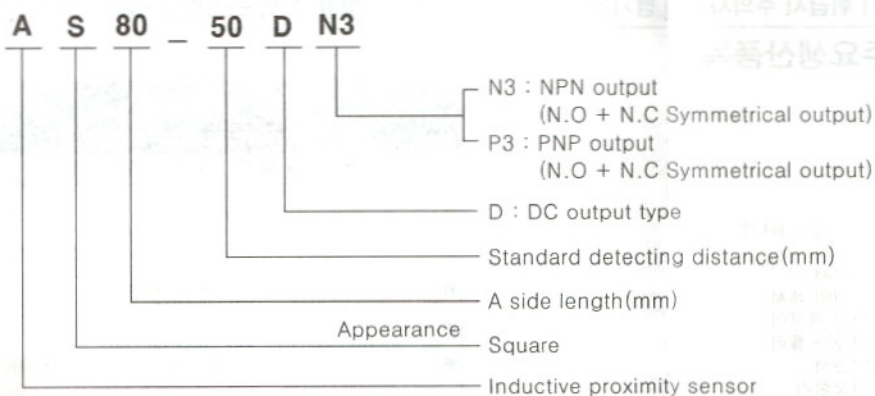 A S 80 _ 50 D N3
N3 : NPN output
(N.O + N.C Symmetrical output)
P3 : PNP output
(N.O + N.C Symmetrical output)
D : DC output type
Standard detecting distance(mm)
A side length(mm)
Appearance
Square
Inductive proximity sensor